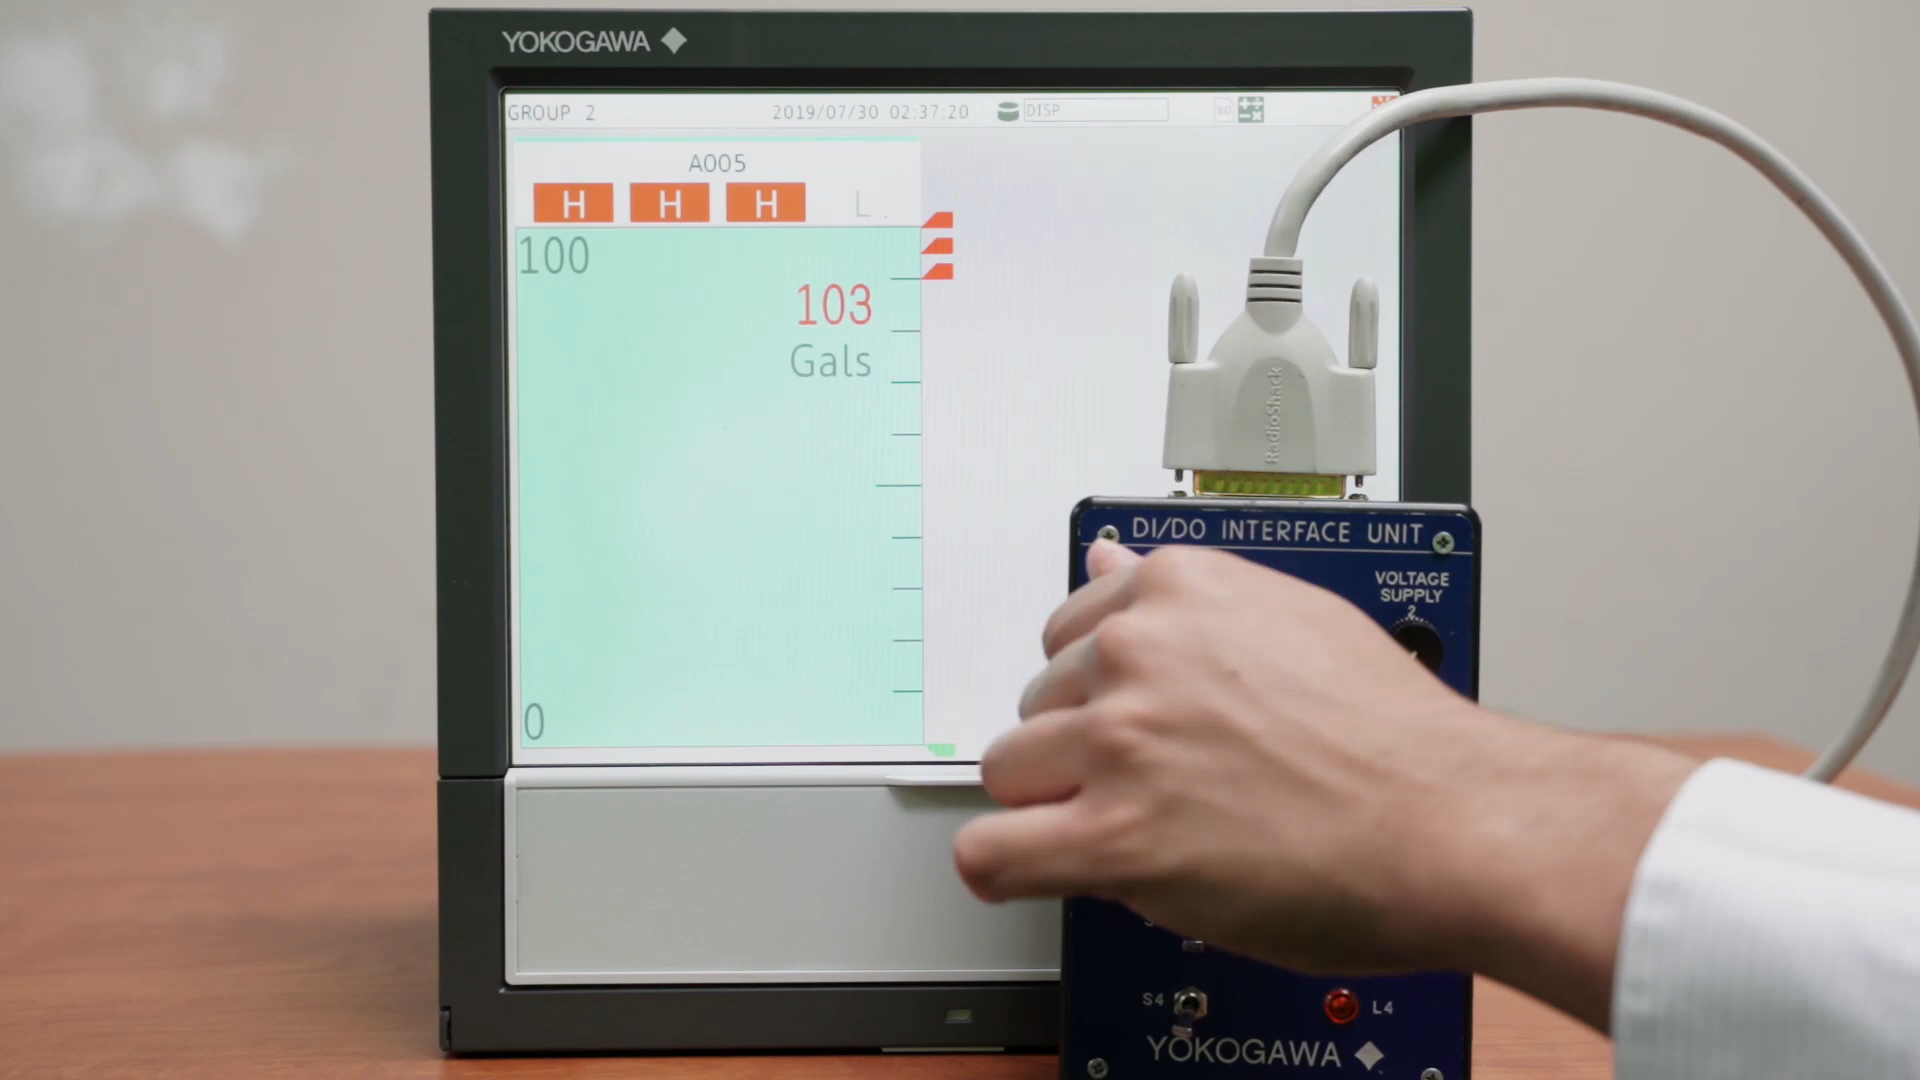 YOKOGAWA
GROUP 2
2019/07/30 02:37:20
DISP
A005
H H H L
100
103
Gals
0
RadioShack
DI/DO INTERFACE UNIT
VOLTAGE
SUPPLY
2
S4
L4
YOKOGAWA